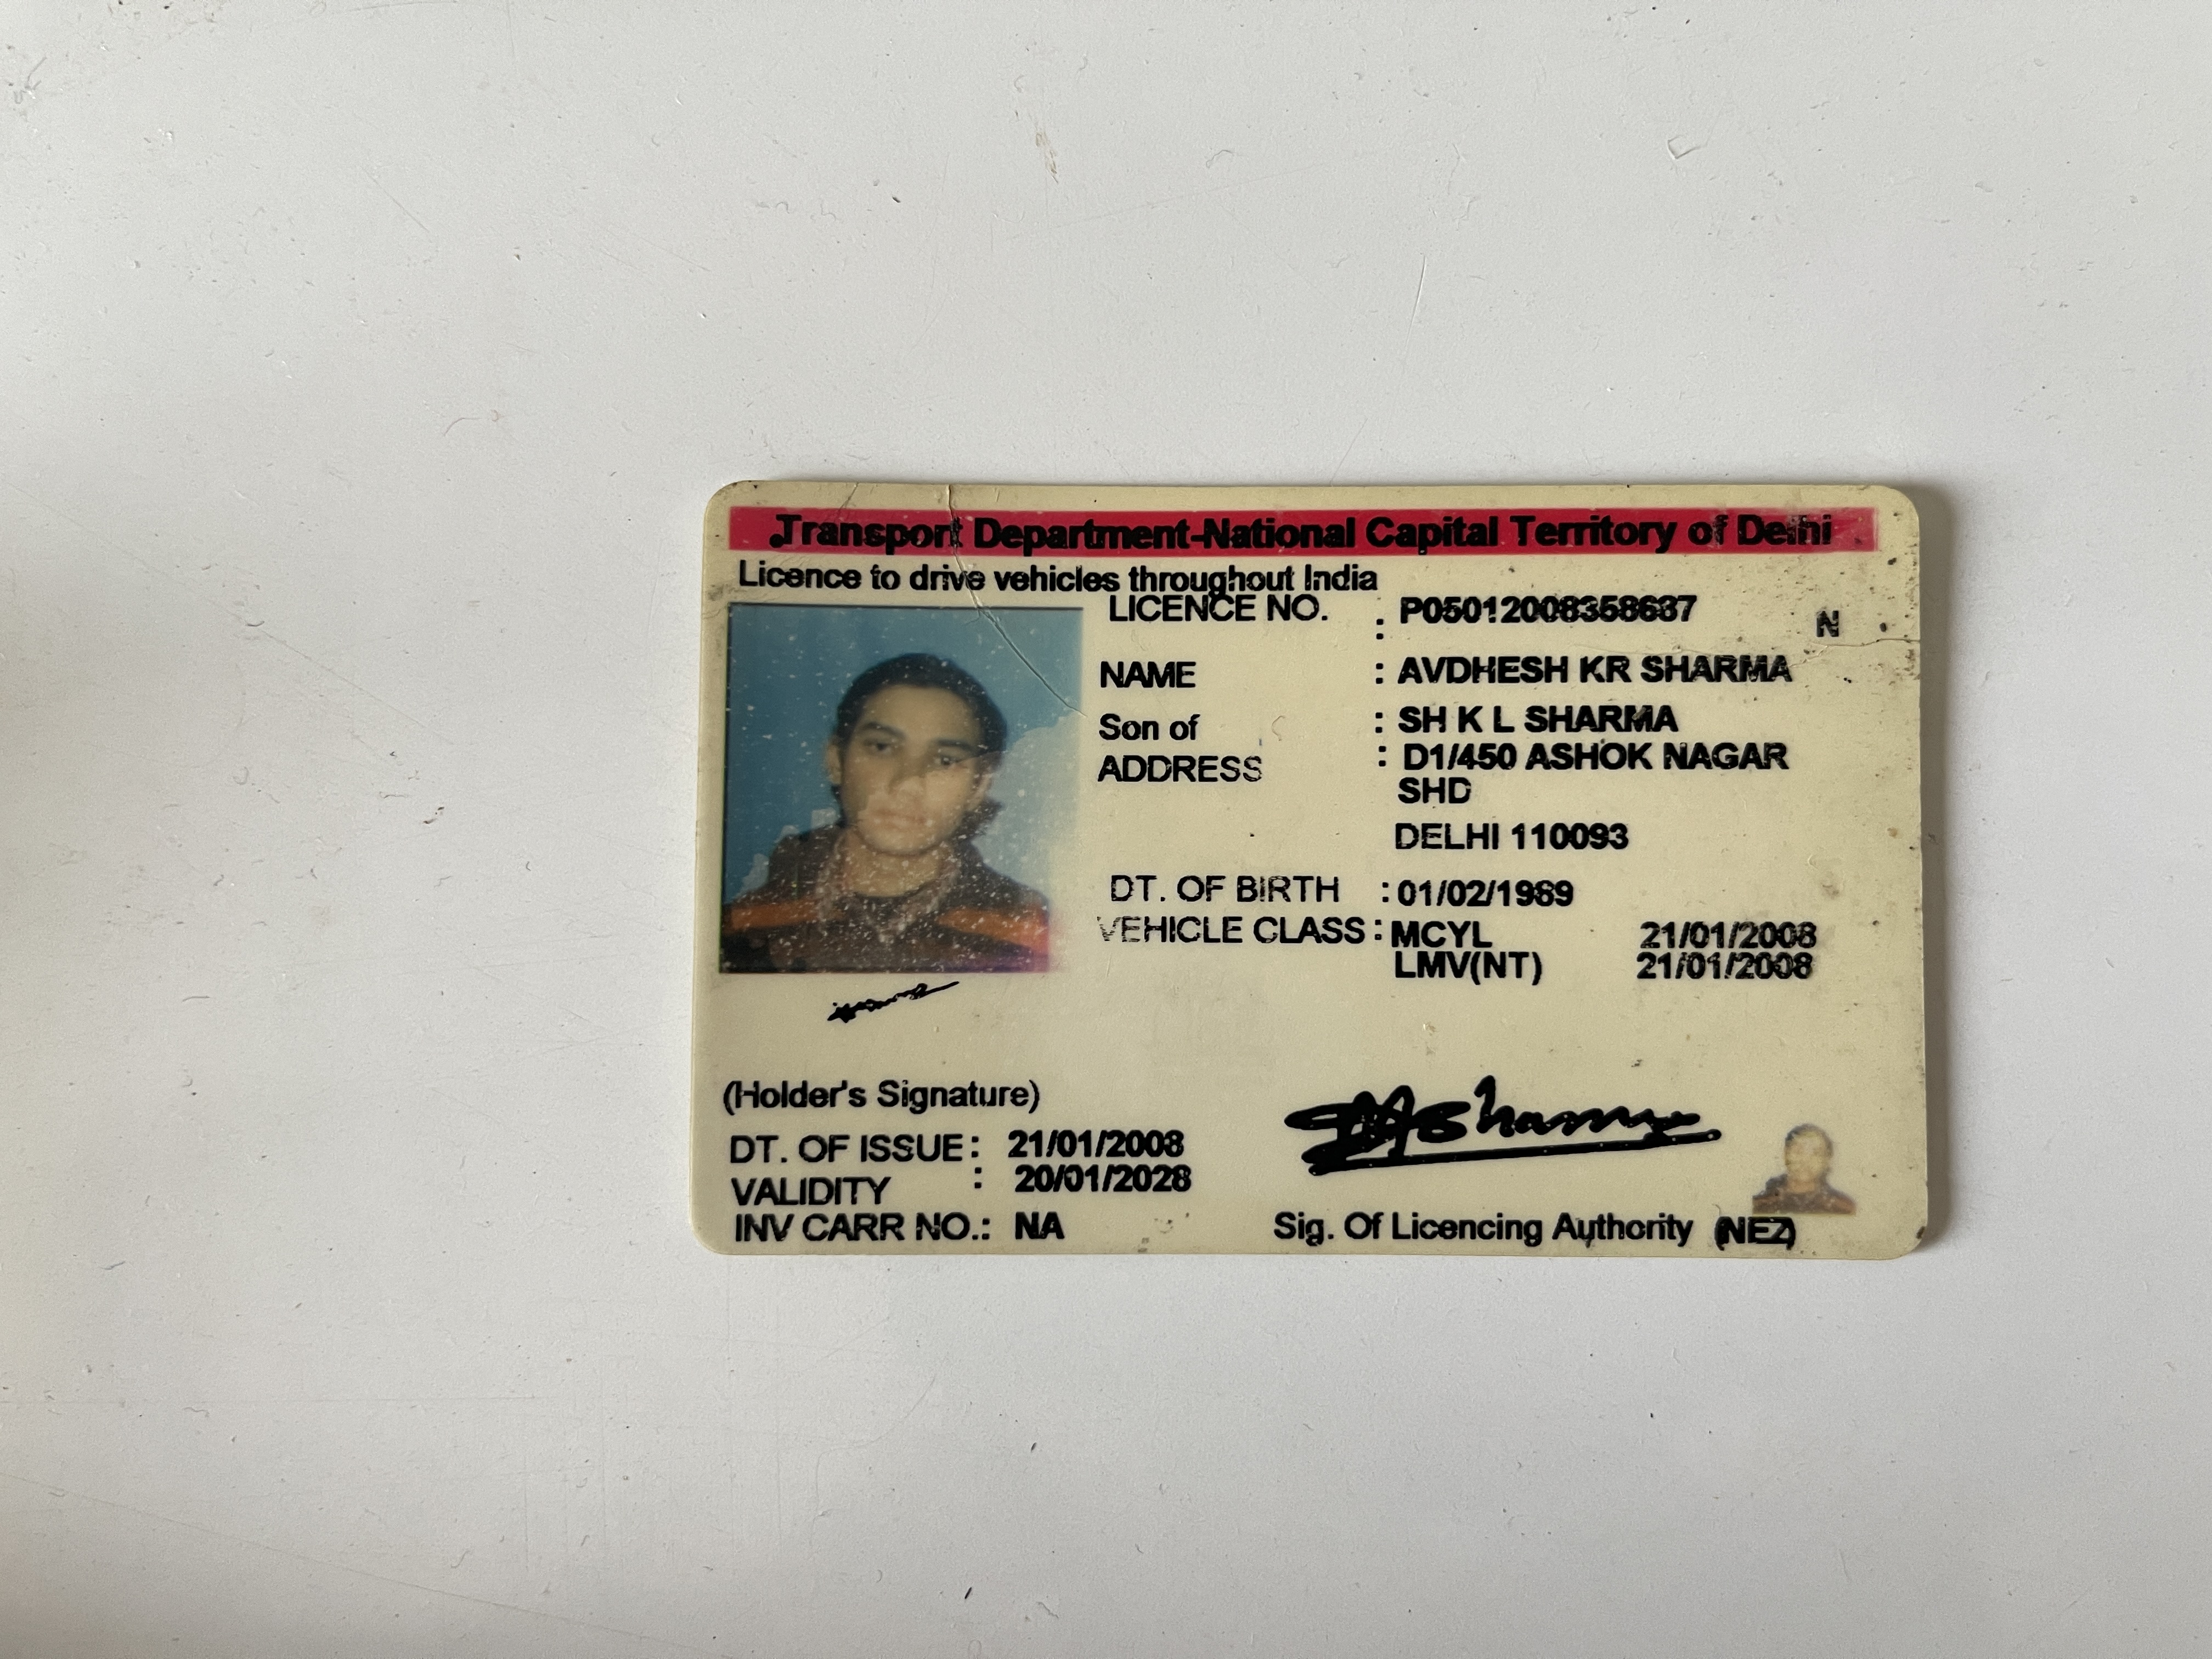 Transport Department-National Capital Territory of Delhi
Licence to drive vehicles throughout India
LICENCE NO. : P05012008358637 N
NAME : AVDHESH KR SHARMA
Son of : SH K L SHARMA
ADDRESS : D1/450 ASHOK NAGAR
SHD
DELHI 110093
DT. OF BIRTH : 01/02/1989
VEHICLE CLASS : MCYL 21/01/2008
LMV(NT) 21/01/2008
(Holder's Signature)
DT. OF ISSUE : 21/01/2008
VALIDITY : 20/01/2028
INV CARR NO.: NA
Sig. Of Licencing Authority (NEZ)